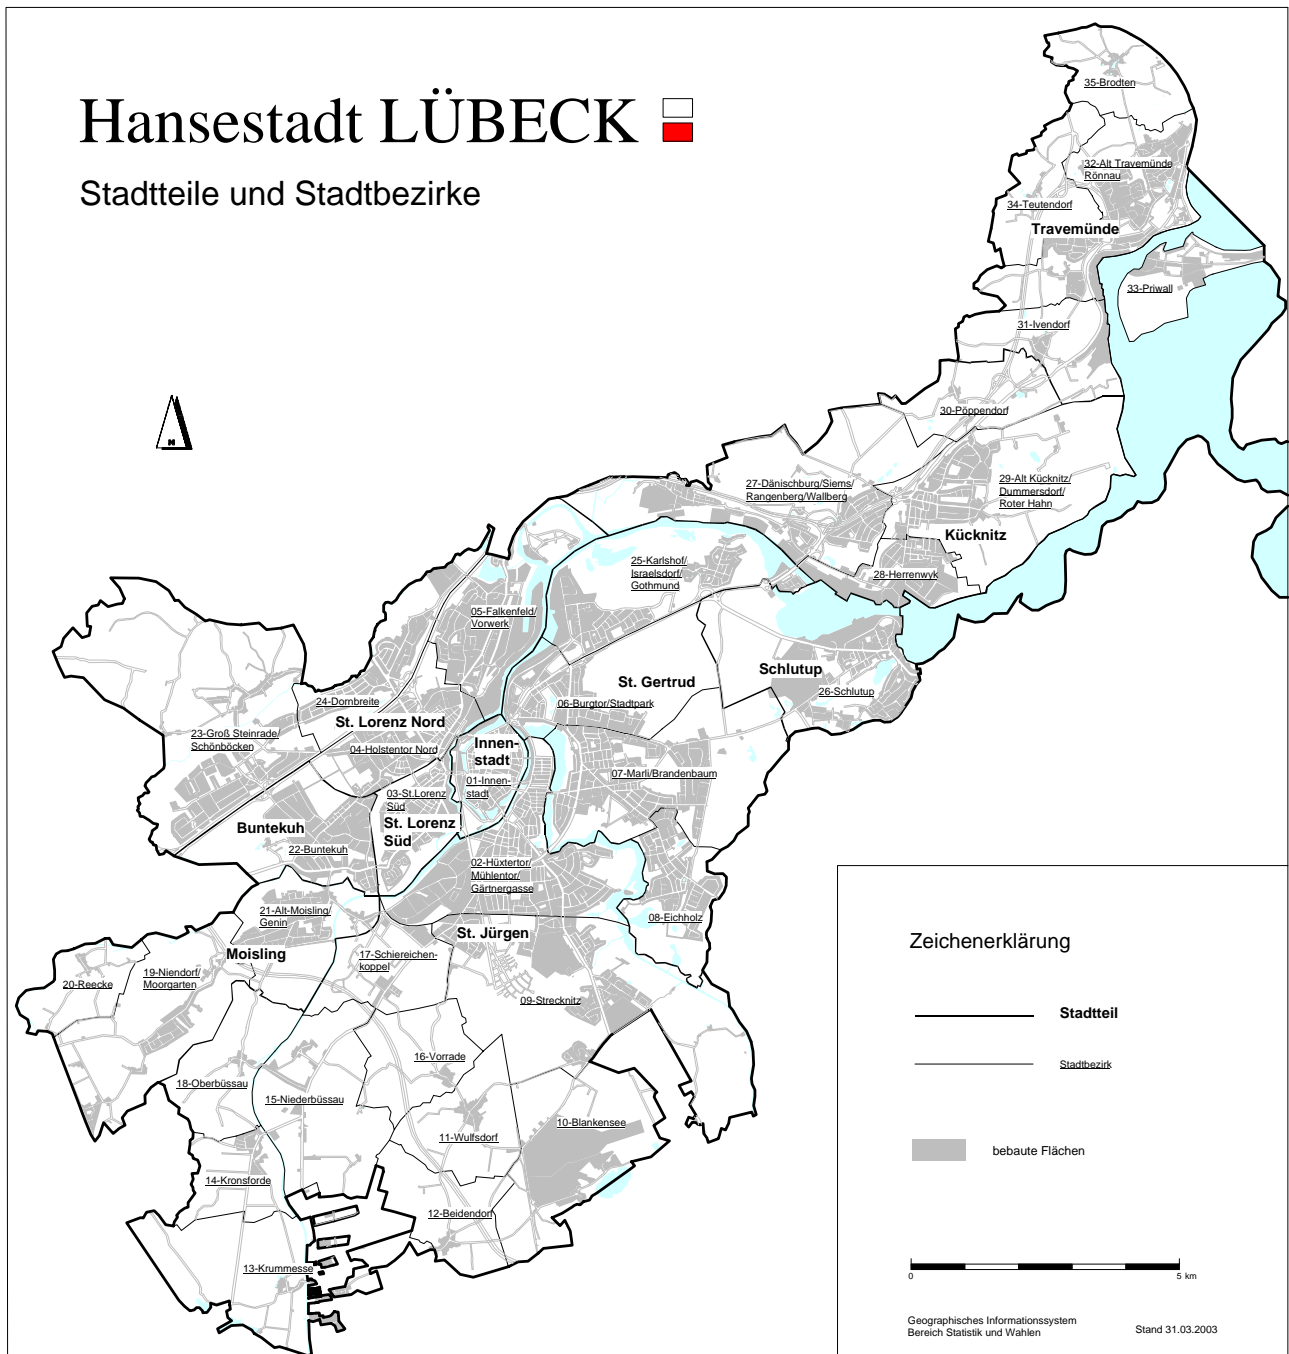 Hansestadt LÜBECK
Stadtteile und Stadtbezirke
35-Brodten
32-Alt Travemünde
Rönnau
34-Teutendorf
Travemünde
33-Priwall
31-Ivendorf
30-Pöppendorf
27-Dänischburg/Siems/
Rangenberg/Wallberg
29-Alt Kücknitz/
Dummersdorf/
Roter Hahn
Kücknitz
28-Herrenwyk
25-Karlshof/
Israelsdorf/
Gothmund
05-Falkenfeld/
Vorwerk
Schlutup
26-Schlutup
St. Gertrud
06-Burgtor/Stadtpark
24-Dornbreite
St. Lorenz Nord
23-Groß Steinrade/
Schönböcken
04-Holstentor Nord
Innen-
stadt
01-Innen-
stadt
07-Marli/Brandenbaum
03-St.Lorenz
Süd
St. Lorenz
Süd
Buntekuh
22-Buntekuh
02-Hüxtertor/
Mühlentor/
Gärtnergasse
08-Eichholz
21-Alt-Moisling/
Genin
St. Jürgen
Moisling
17-Schiereichen-
koppel
19-Niendorf/
Moorgarten
20-Reecke
09-Strecknitz
16-Vorrade
18-Oberbüssau
15-Niederbüssau
10-Blankensee
11-Wulfsdorf
14-Kronsforde
12-Beidendorf
13-Krummesse
N
Zeichenerklärung
Stadtteil
Stadtbezirk
bebaute Flächen
0 5 km
Geographisches Informationssystem
Bereich Statistik und Wahlen
Stand 31.03.2003